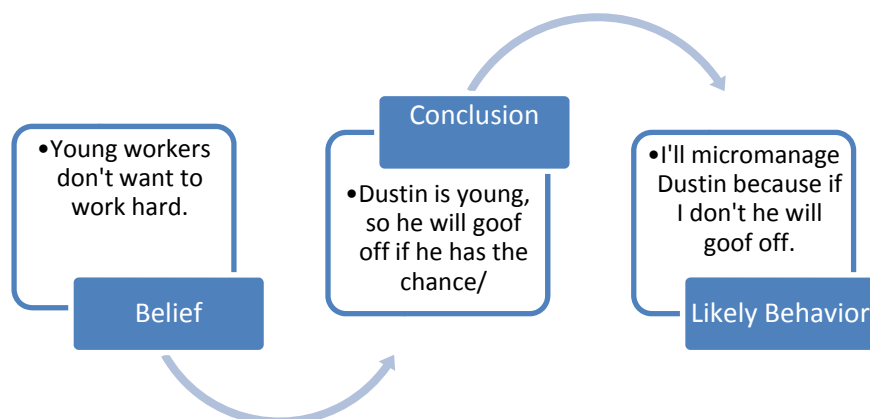 •Young workers
don't want to
work hard.
Belief
Conclusion
•Dustin is young,
so he will goof
off if he has the
chance/
•I'll micromanage
Dustin because if
I don't he will
goof off.
Likely Behavior